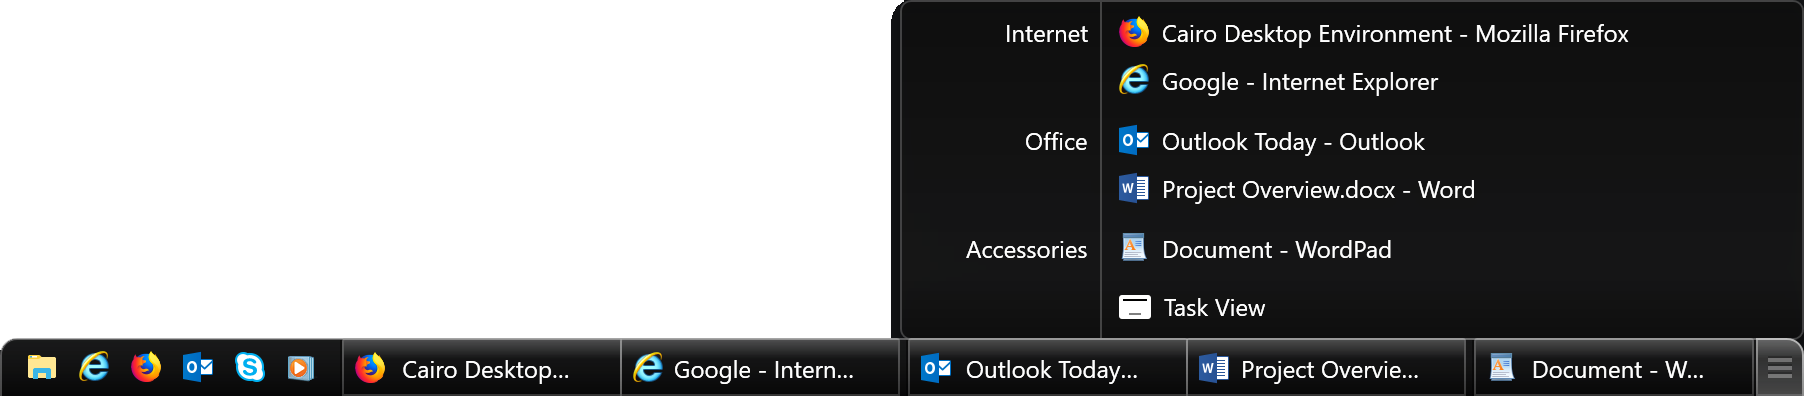 Internet
Cairo Desktop Environment - Mozilla Firefox
Google - Internet Explorer
Office
Outlook Today - Outlook
Project Overview.docx - Word
Accessories
Document - WordPad
Task View
Cairo Desktop... Google - Intern... Outlook Today... Project Overvie... Document - W...